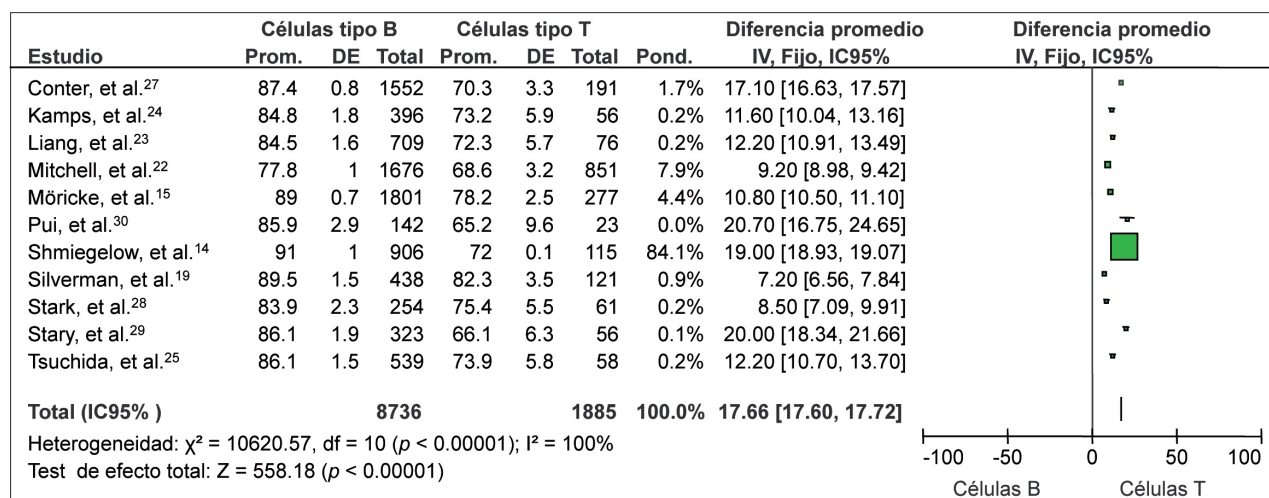 Células tipo B Células tipo T Diferencia promedio Diferencia promedio
Estudio Prom. DE Total Prom. DE Total Pond. IV, Fijo, IC95% IV, Fijo, IC95%
Conter, et al.27 87.4 0.8 1552 70.3 3.3 191 1.7% 17.10 [16.63, 17.57]
Kamps, et al.24 84.8 1.8 396 73.2 5.9 56 0.2% 11.60 [10.04, 13.16]
Liang, et al.23 84.5 1.6 709 72.3 5.7 76 0.2% 12.20 [10.91, 13.49]
Mitchell, et al.22 77.8 1 1676 68.6 3.2 851 7.9% 9.20 [8.98, 9.42]
Möricke, et al.15 89 0.7 1801 78.2 2.5 277 4.4% 10.80 [10.50, 11.10]
Pui, et al.30 85.9 2.9 142 65.2 9.6 23 0.0% 20.70 [16.75, 24.65]
Shmiegelow, et al.14 91 1 906 72 0.1 115 84.1% 19.00 [18.93, 19.07]
Silverman, et al.19 89.5 1.5 438 82.3 3.5 121 0.9% 7.20 [6.56, 7.84]
Stark, et al.28 83.9 2.3 254 75.4 5.5 61 0.2% 8.50 [7.09, 9.91]
Stary, et al.29 86.1 1.9 323 66.1 6.3 56 0.1% 20.00 [18.34, 21.66]
Tsuchida, et al.25 86.1 1.5 539 73.9 5.8 58 0.2% 12.20 [10.70, 13.70]
Total (IC95% ) 8736 1885 100.0% 17.66 [17.60, 17.72]
Heterogeneidad: χ² = 10620.57, df = 10 (p < 0.00001); I² = 100%
Test de efecto total: Z = 558.18 (p < 0.00001)
-100 -50 0 50 100
Células B Células T